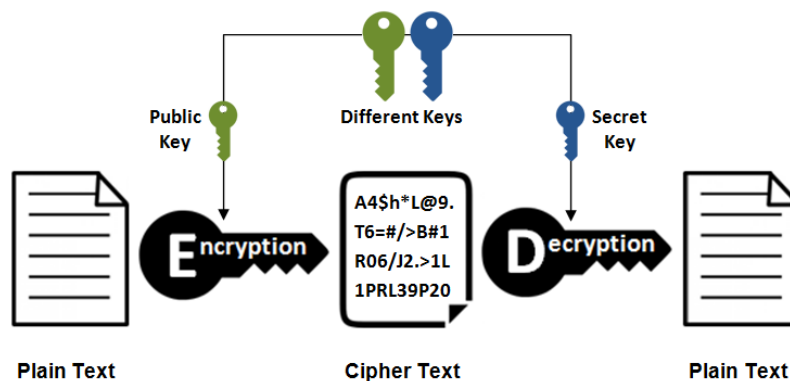 Public
Key
Different Keys
Secret
Key
Encryption
A4$h*L@9.
T6=#/>B#1
R06/J2.>1L
1PRL39P20
Decryption
Plain Text
Cipher Text
Plain Text